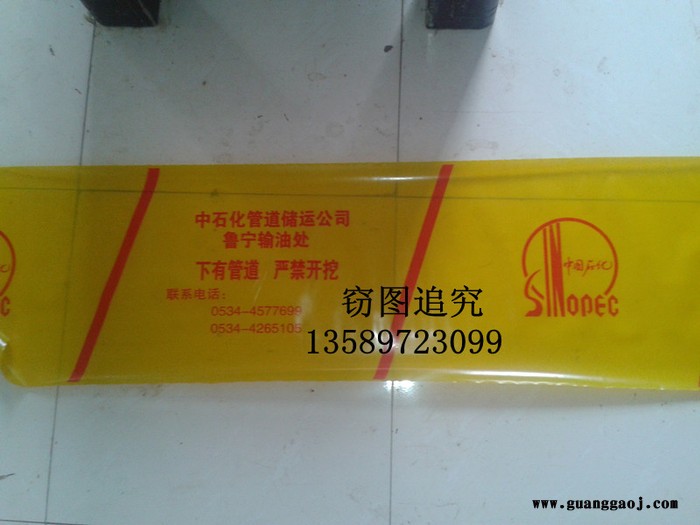 中石化管道储运公司
鲁宁输油处
下有管道 严禁开挖
联系电话:
0534-4577699
0534-4265105
窃图追究
13589723099
中国石化
SINOPEC
www.guanggaoj.com